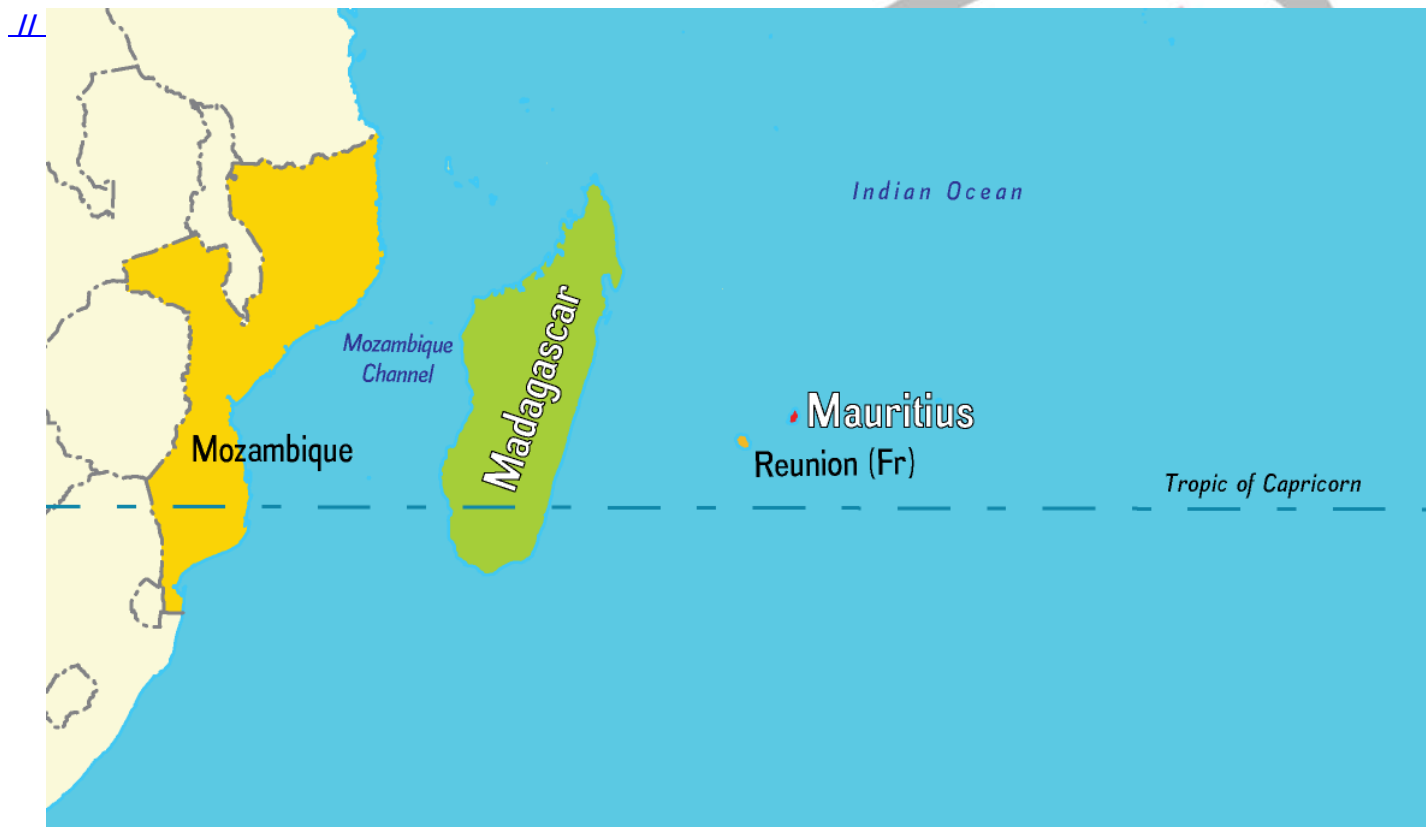 //
Indian Ocean
Mozambique
Channel
Madagascar
Mauritius
Mozambique
Reunion (Fr)
Tropic of Capricorn